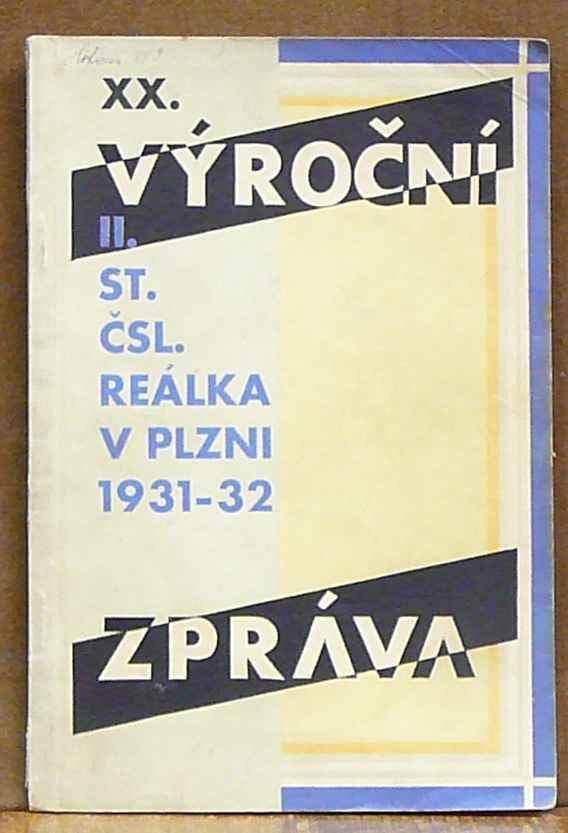 XX.
VÝROČNÍ
II.
ST.
ČSL.
REÁLKA
V PLZNI
1931-32
ZPRÁVA